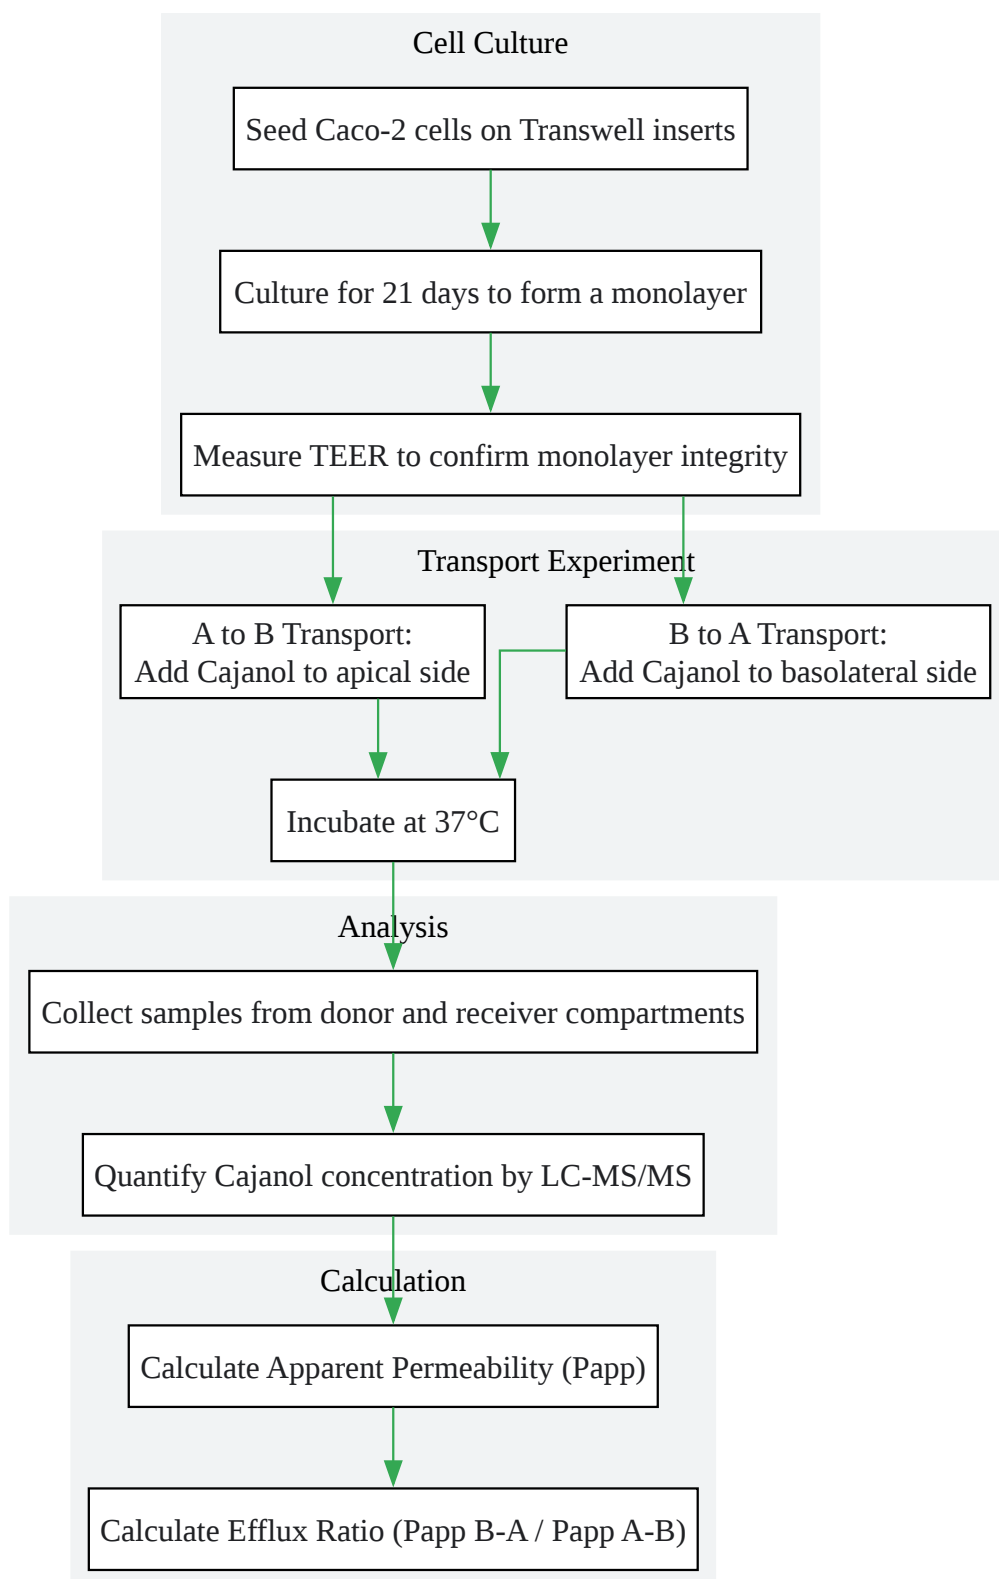 Cell Culture
Seed Caco-2 cells on Transwell inserts
Culture for 21 days to form a monolayer
Measure TEER to confirm monolayer integrity
Transport Experiment
A to B Transport:
Add Cajanol to apical side
B to A Transport:
Add Cajanol to basolateral side
Incubate at 37°C
Analysis
Collect samples from donor and receiver compartments
Quantify Cajanol concentration by LC-MS/MS
Calculation
Calculate Apparent Permeability (Papp)
Calculate Efflux Ratio (Papp B-A / Papp A-B)